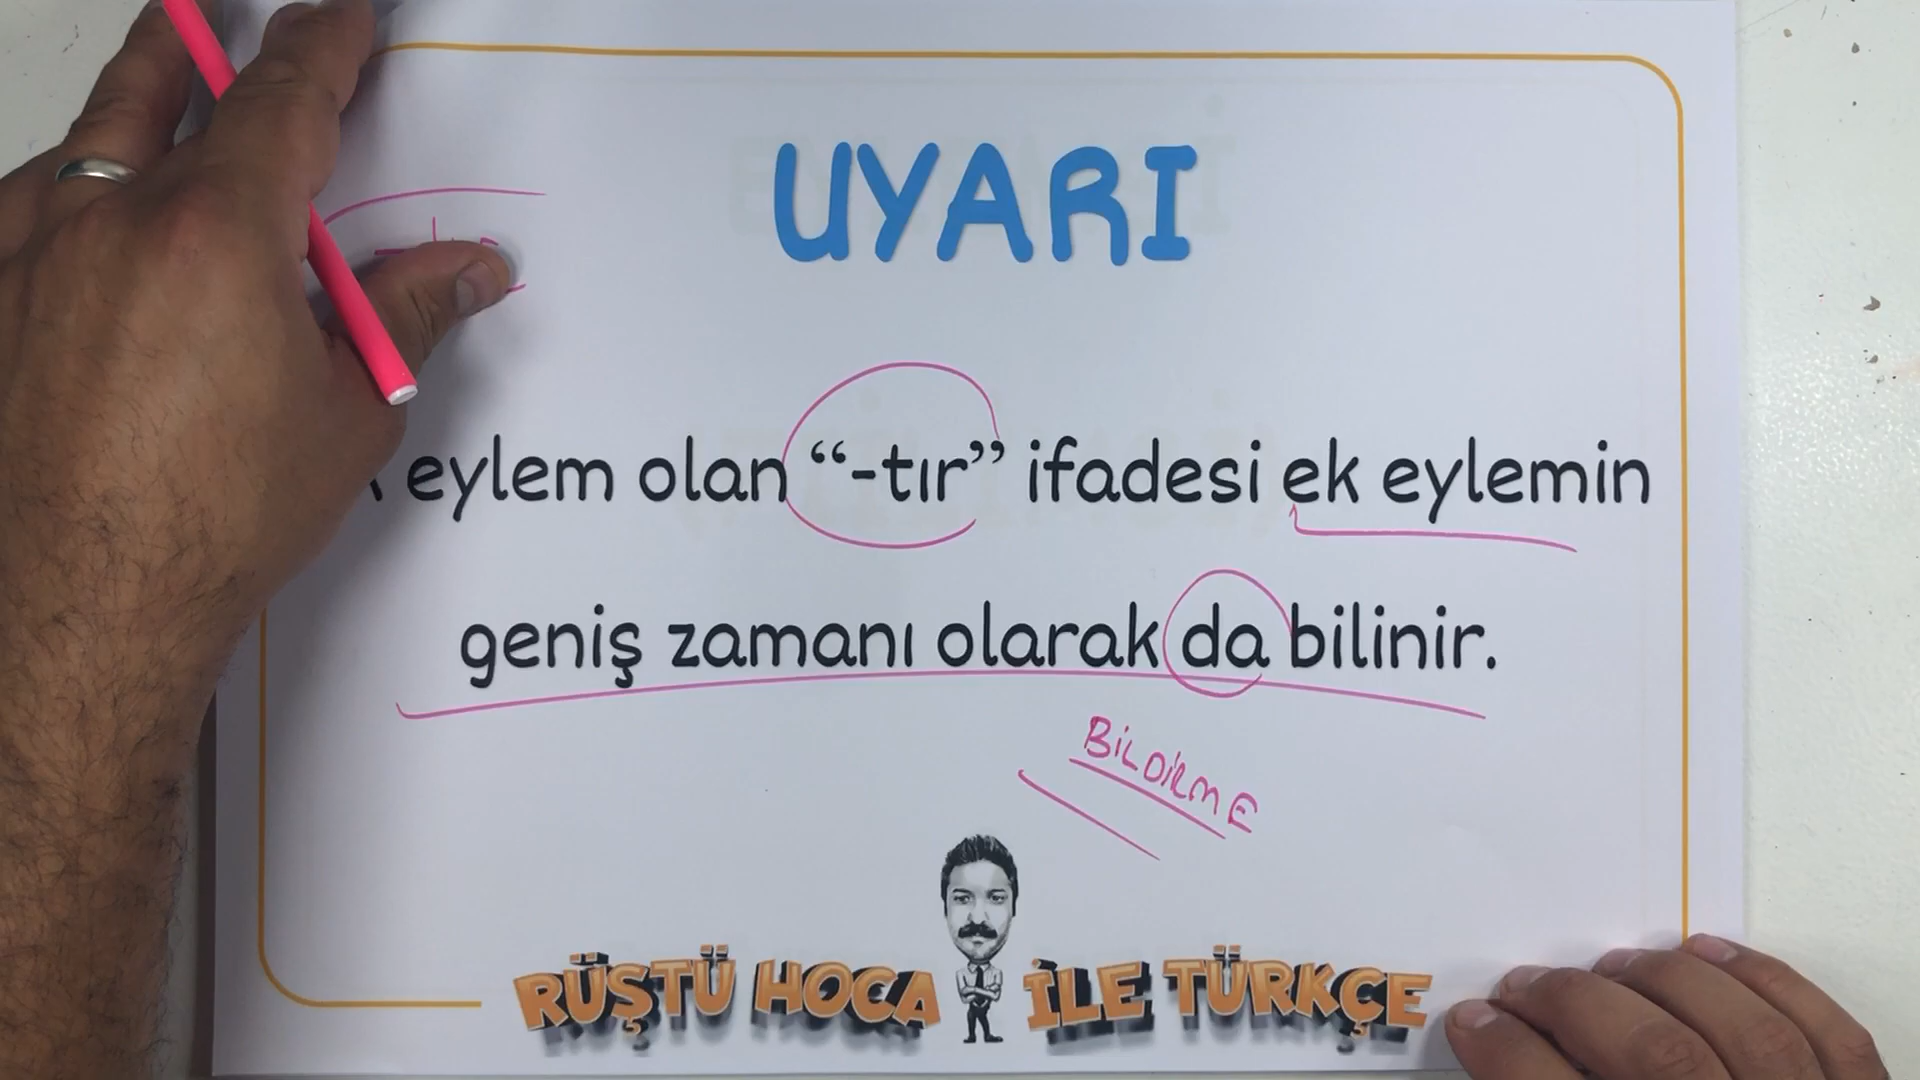 UYARI
eylem olan “-tır” ifadesi ek eylemin
geniş zamanı olarak da bilinir.
BİLDİRME
RÜŞTÜ HOCA İLE TÜRKÇE